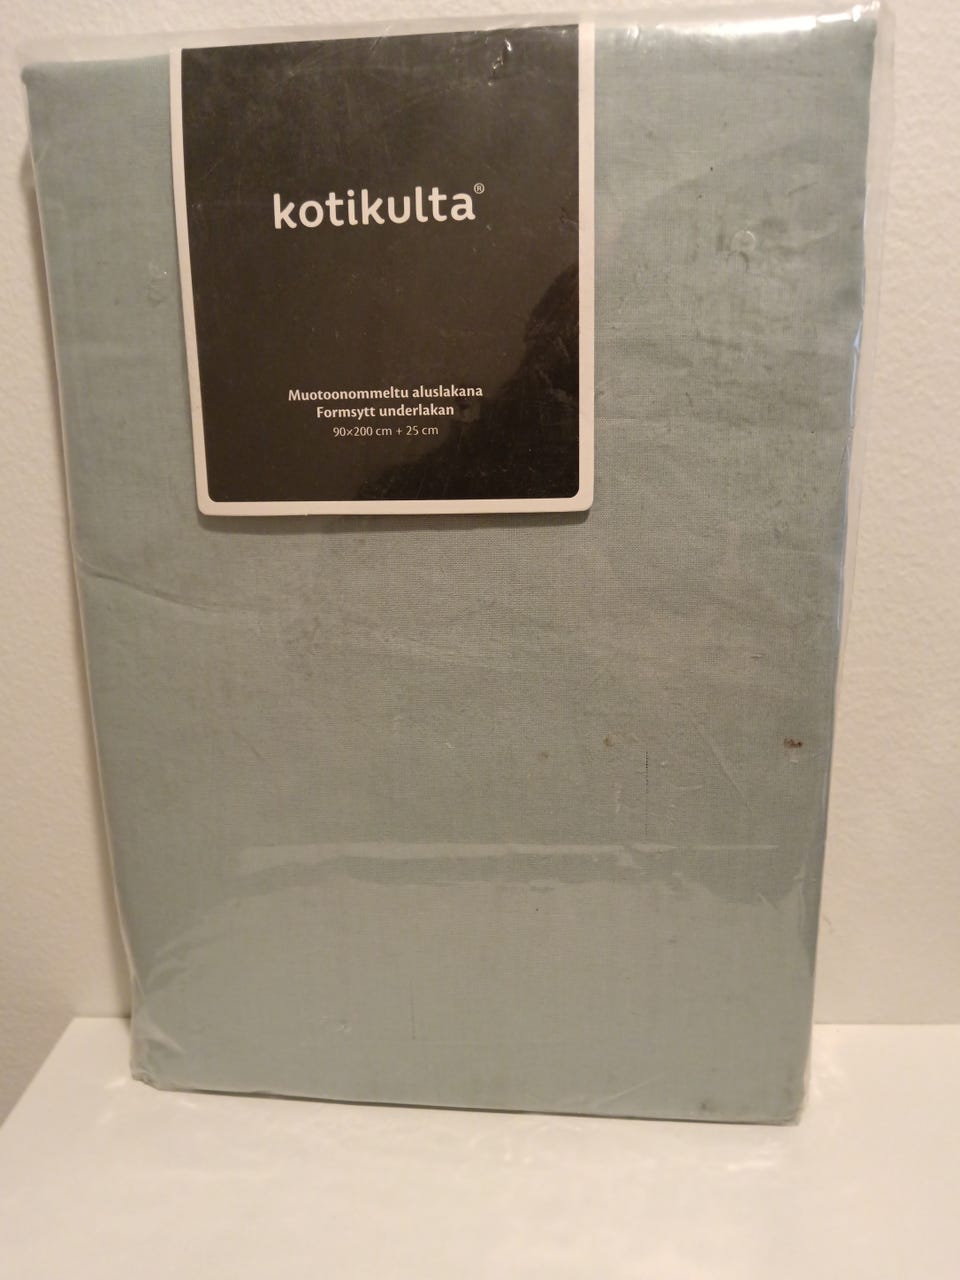 kotikulta®
Muotoonommeltu aluslakana
Formsytt underlakan
90×200 cm + 25 cm